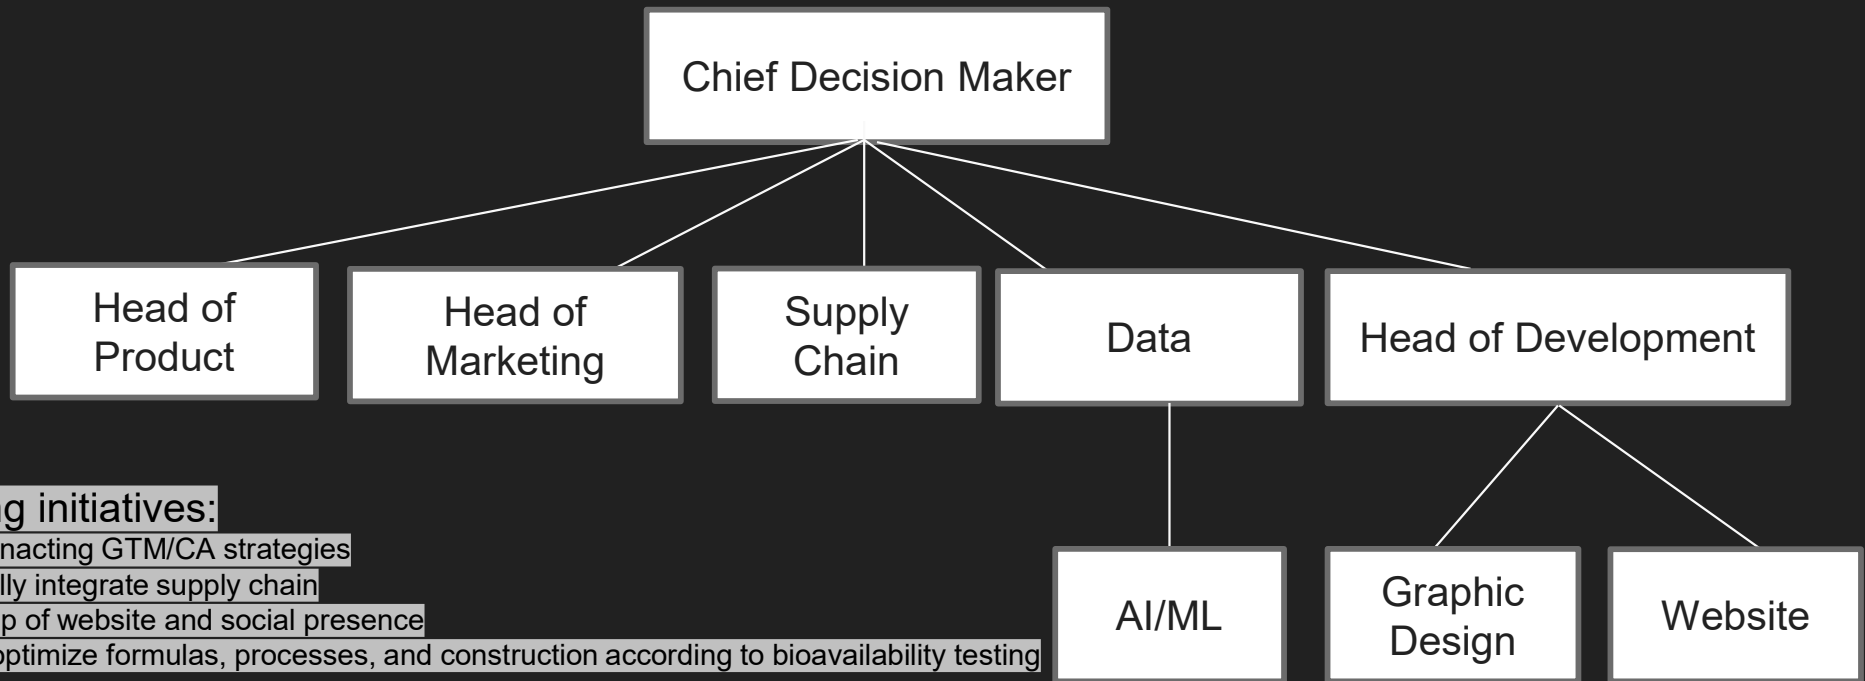 Chief Decision Maker
Head of
Product
Head of
Marketing
Supply
Chain
Data
Head of Development
initiatives:
GTM/CA strategies
integrate supply chain
of website and social presence
optimize formulas, processes, and construction according to bioavailability testing
AI/ML
Graphic
Design
Website